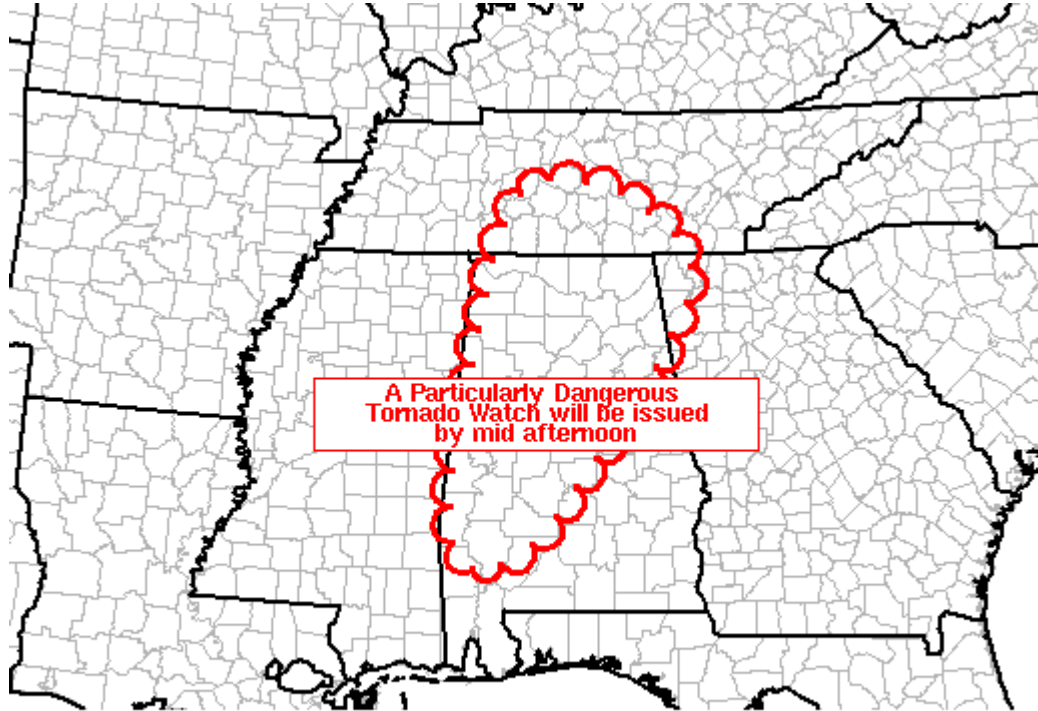 A Particularly Dangerous
Tornado Watch will be issued
by mid afternoon